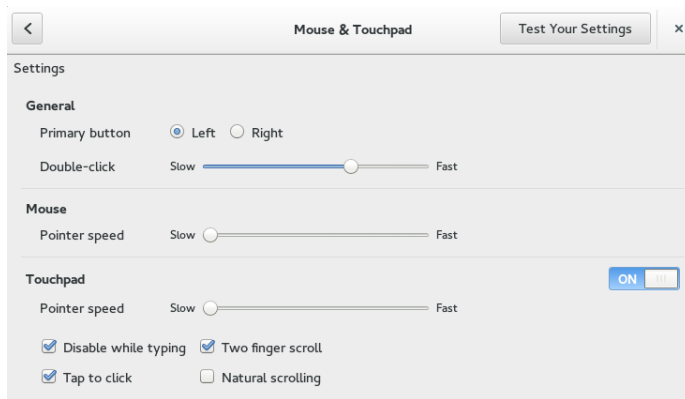 Mouse & Touchpad Test Your Settings ×
Settings
General
Primary button Left Right
Double-click Slow Fast
Mouse
Pointer speed Slow Fast
Touchpad ON
Pointer speed Slow Fast
Disable while typing Two finger scroll
Tap to click Natural scrolling